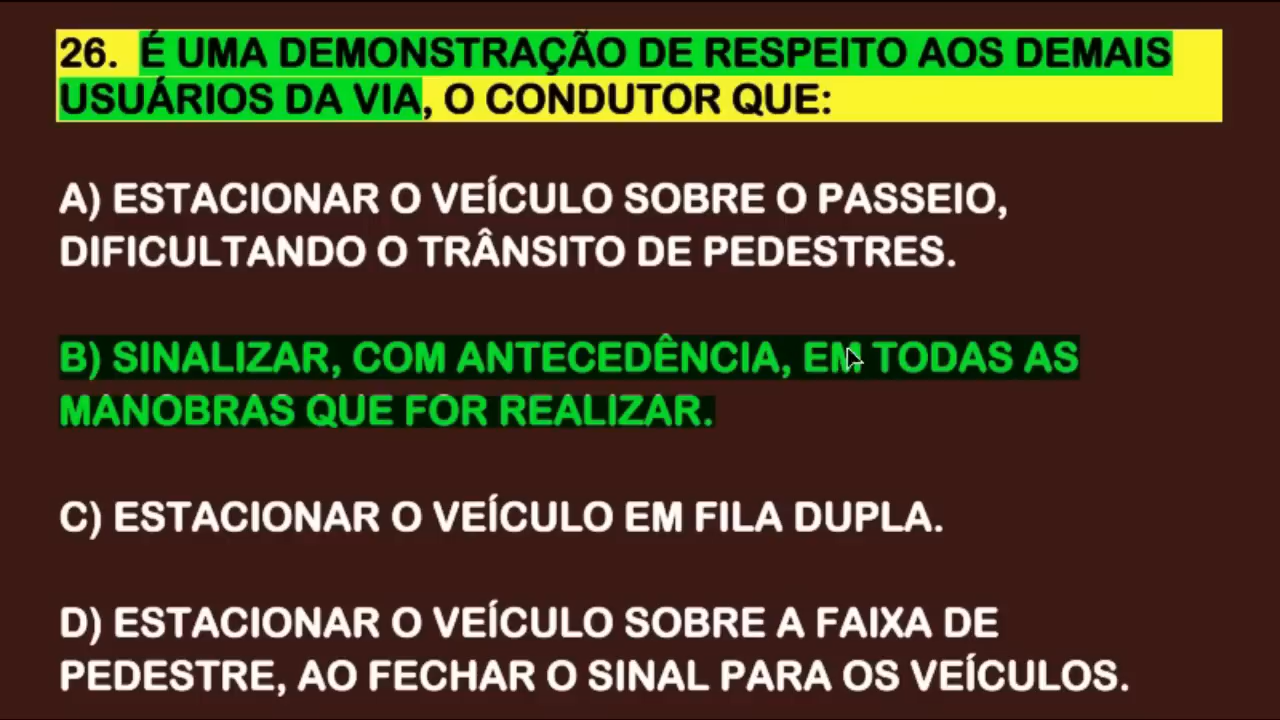 26. É UMA DEMONSTRAÇÃO DE RESPEITO AOS DEMAIS
USUÁRIOS DA VIA, O CONDUTOR QUE:
A) ESTACIONAR O VEÍCULO SOBRE O PASSEIO,
DIFICULTANDO O TRÂNSITO DE PEDESTRES.
B) SINALIZAR, COM ANTECEDÊNCIA, EM TODAS AS
MANOBRAS QUE FOR REALIZAR.
C) ESTACIONAR O VEÍCULO EM FILA DUPLA.
D) ESTACIONAR O VEÍCULO SOBRE A FAIXA DE
PEDESTRE, AO FECHAR O SINAL PARA OS VEÍCULOS.